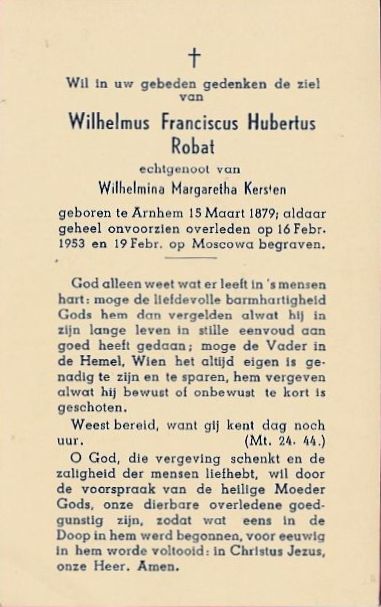 Wil in uw gebeden gedenken de ziel
van
Wilhelmus Franciscus Hubertus
Robat
echtgenoot van
Wilhelmina Margaretha Kersten
geboren te Arnhem 15 Maart 1879; aldaar
geheel onvoorzien overleden op 16 Febr.
1953 en 19 Febr. op Moscowa begraven.
God alleen weet wat er leeft in 's mensen
hart: moge de liefdevolle barmhartigheid
Gods hem dan vergelden alwat hij in
zijn lange leven in stille eenvoud aan
goed heeft gedaan; moge de Vader in
de Hemel, Wien het altijd eigen is ge-
nadig te zijn en te sparen, hem vergeven
alwat hij bewust of onbewust te kort is
geschoten.
Weest bereid, want gij kent dag noch
uur. (Mt. 24. 44.)
O God, die vergeving schenkt en de
zaligheid der mensen liefhebt, wil door
de voorspraak van de heilige Moeder
Gods, onze dierbare overledene goed-
gunstig zijn, zodat wat eens in de
Doop in hem werd begonnen, voor eeuwig
in hem worde voltooid: in Christus Jezus,
onze Heer. Amen.